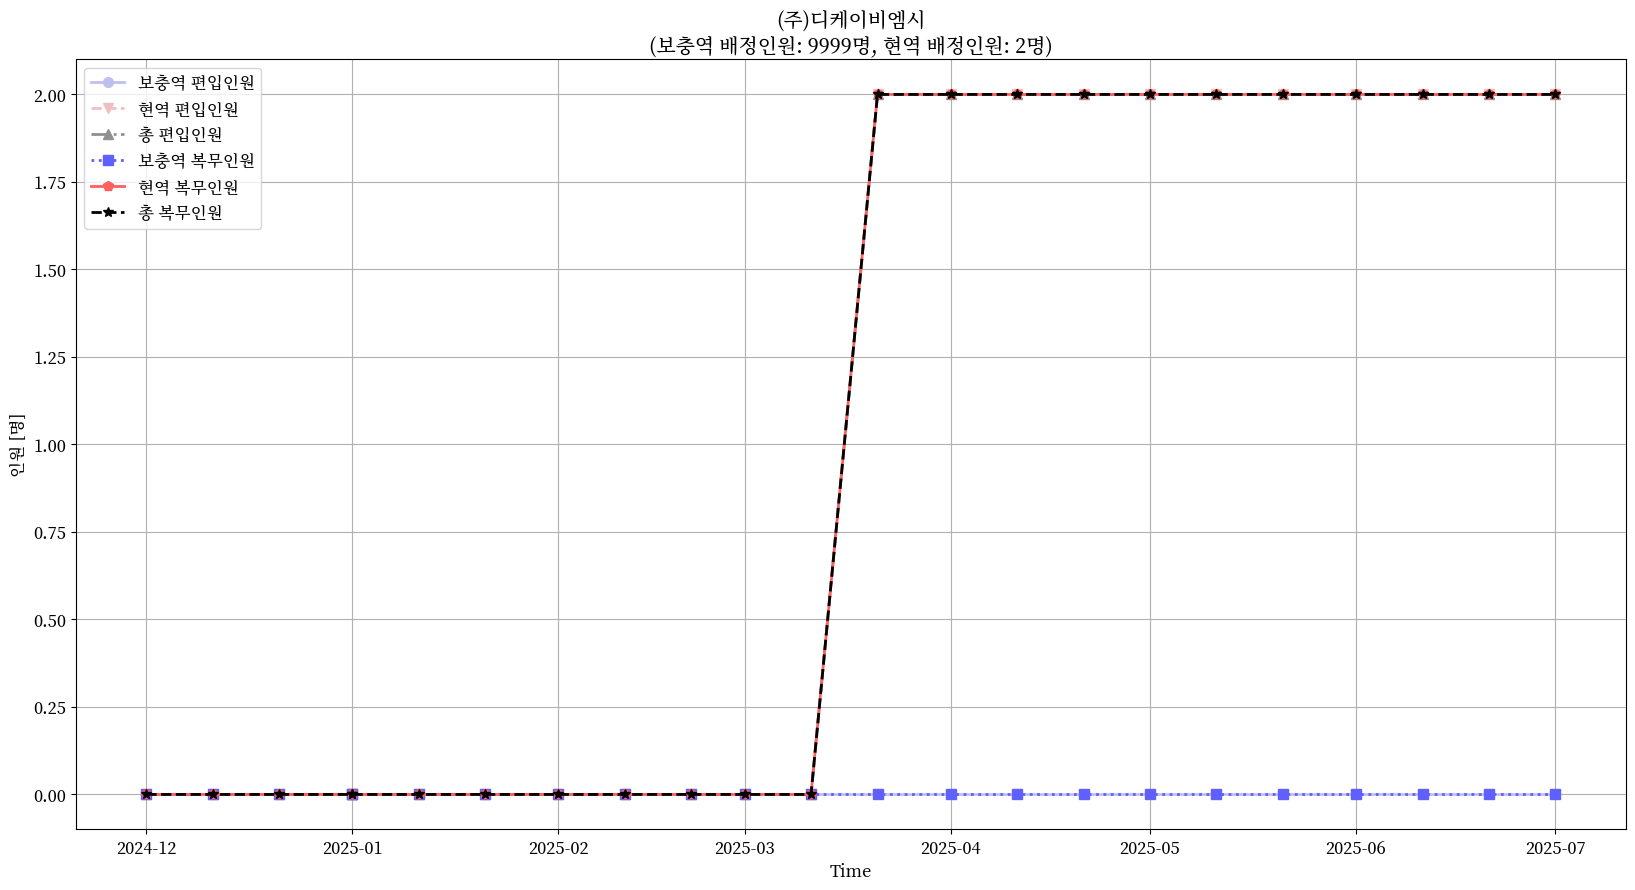 (주)디케이비엠시
(보충역 배정인원: 9999명, 현역 배정인원: 2명)
보충역 편입인원
현역 편입인원
총 편입인원
보충역 복무인원
현역 복무인원
총 복무인원
인원 [명]
2.00
1.75
1.50
1.25
1.00
0.75
0.50
0.25
0.00
2024-12
2025-01
2025-02
2025-03
2025-04
2025-05
2025-06
2025-07
Time